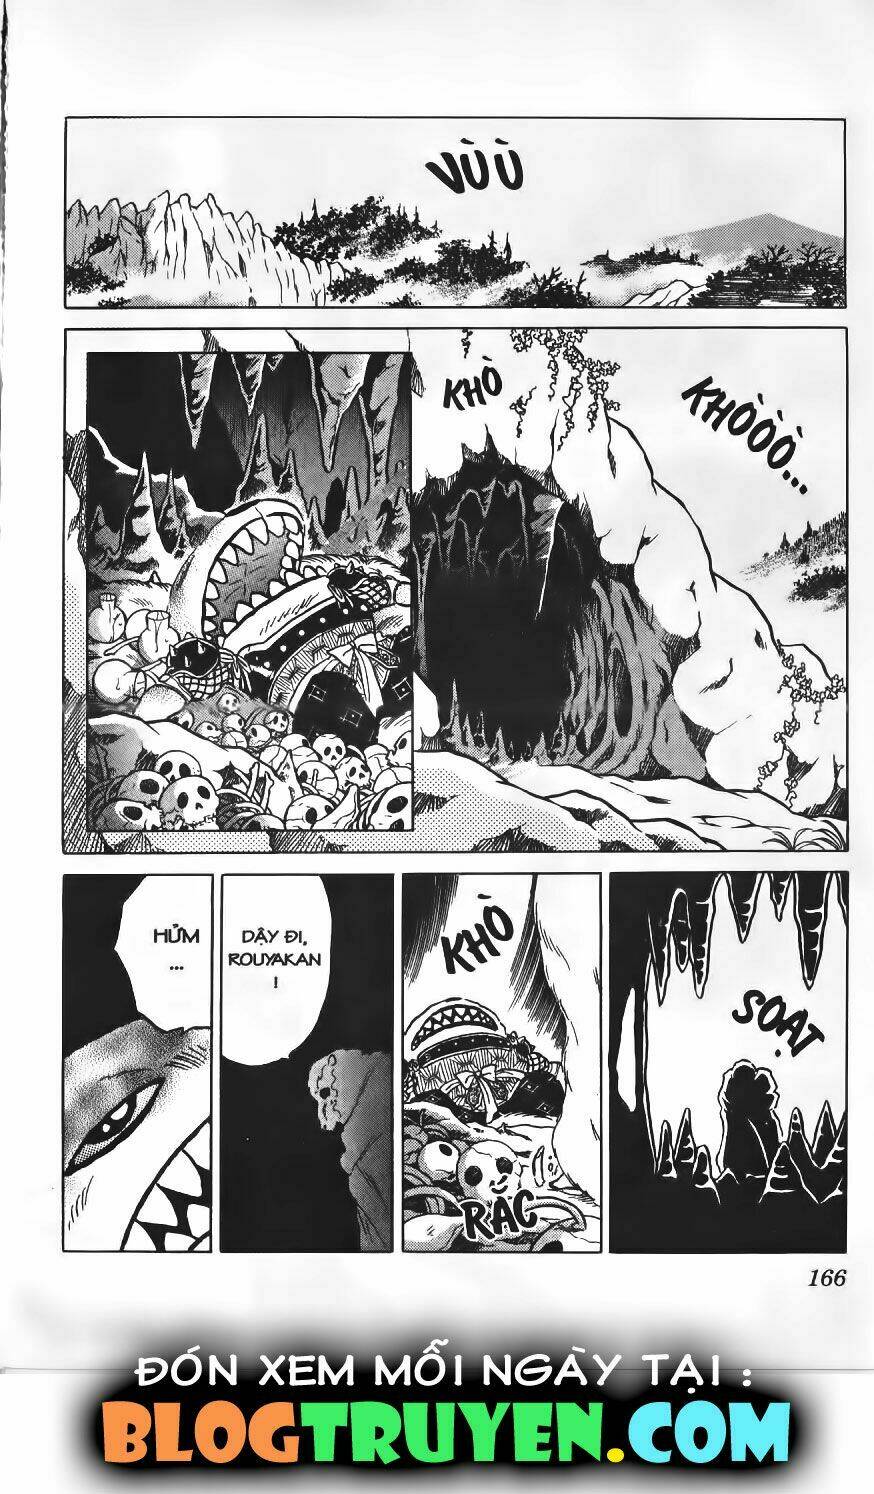 VÙÙ
KHÒ
KHÒÒÒ...
SOẠT
KHÒ
RẮC
DẬY ĐI,
ROUYAKAN
!
HỬM
...
166
ĐÓN XEM MỖI NGÀY TẠI :
BLOGTRUYEN.COM